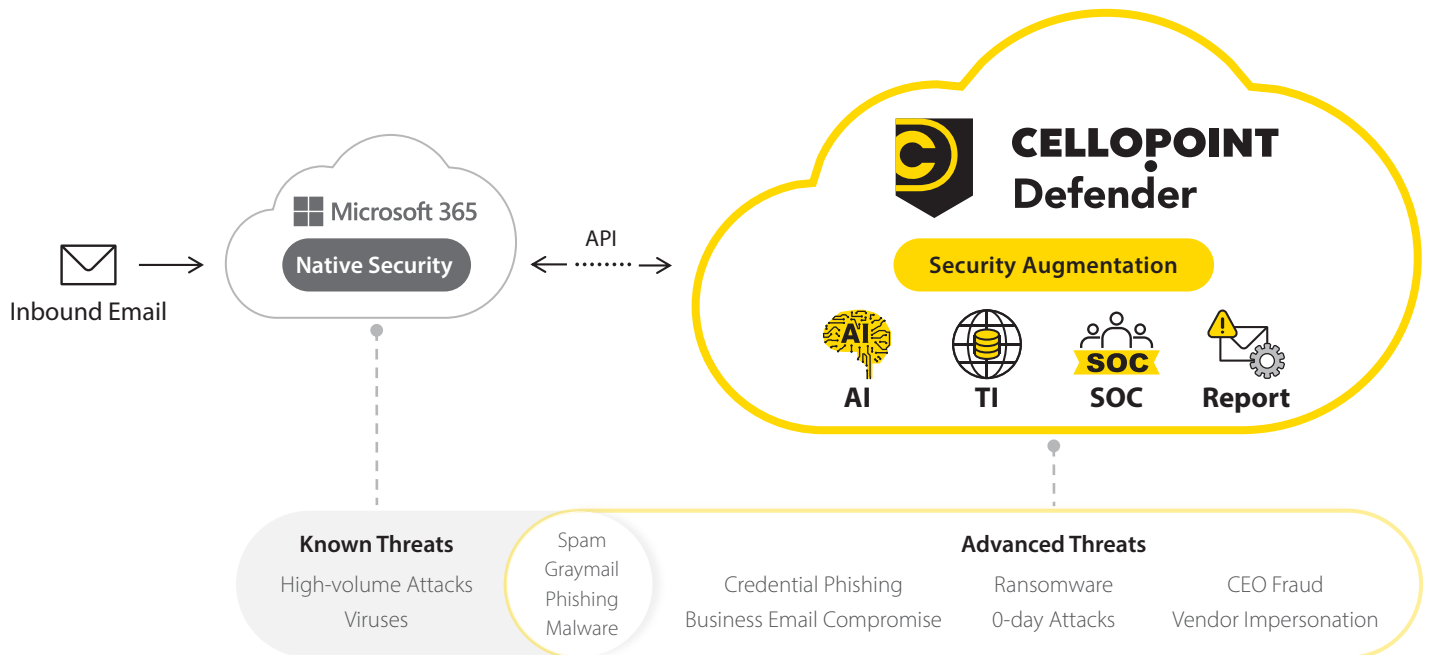 Inbound Email
Microsoft 365
Native Security
API
CELLOPOINT
Defender
Security Augmentation
AI
AI
TI
SOC
SOC
Report
Known Threats
High-volume Attacks
Viruses
Spam
Graymail
Phishing
Malware
Advanced Threats
Credential Phishing
Ransomware
CEO Fraud
Business Email Compromise
0-day Attacks
Vendor Impersonation